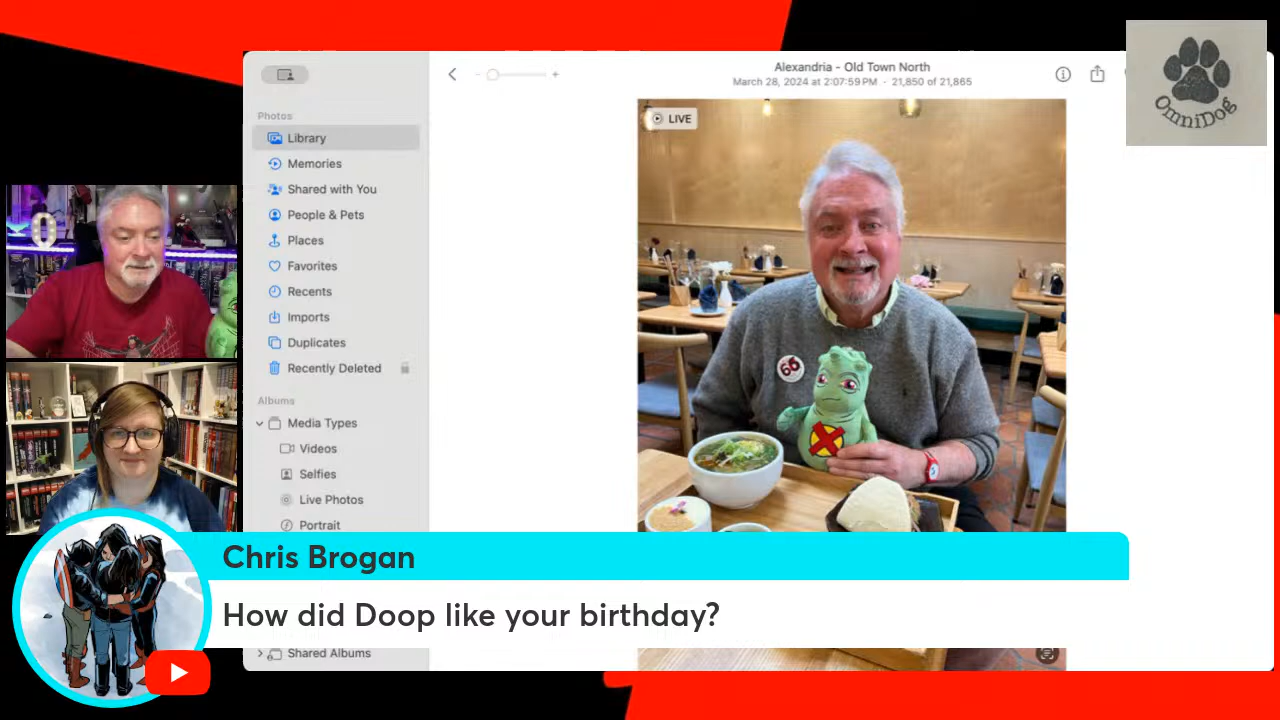 Alexandria - Old Town North
March 28, 2024 at 2:07:59 PM - 21,850 of 21,865
OmniDog
Photos
Library
Memories
Shared with You
People & Pets
Places
Favorites
Recents
Imports
Duplicates
Recently Deleted
Albums
Media Types
Videos
Selfies
Live Photos
Portrait
Shared Albums
LIVE
66
O
Chris Brogan
How did Doop like your birthday?